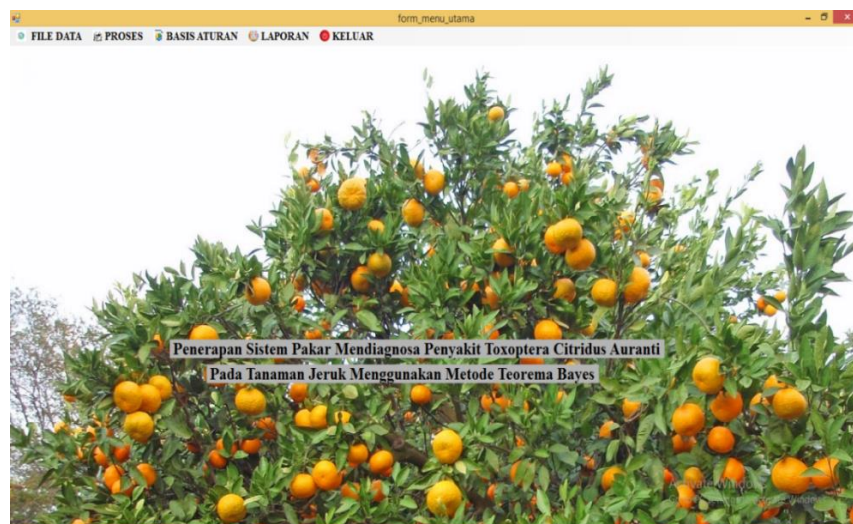 form_menu_utama
FILE DATA PROSES BASIS ATURAN LAPORAN KELUAR
Penerapan Sistem Pakar Mendiagnosa Penyakit Toxoptera Citridus Auranti
Pada Tanaman Jeruk Menggunakan Metode Teorema Bayes